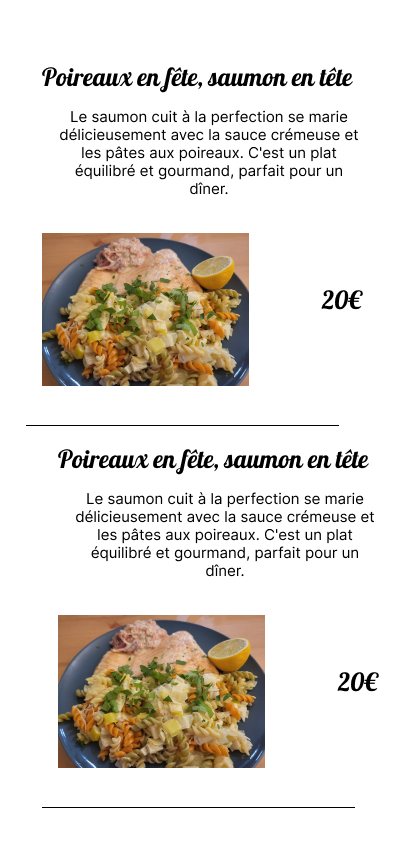 Poireaux en fête, saumon en tête
Le saumon cuit à la perfection se marie
délicieusement avec la sauce crémeuse et
les pâtes aux poireaux. C'est un plat
équilibré et gourmand, parfait pour un
dîner.
20€
Poireaux en fête, saumon en tête
Le saumon cuit à la perfection se marie
délicieusement avec la sauce crémeuse et
les pâtes aux poireaux. C'est un plat
équilibré et gourmand, parfait pour un
dîner.
20€